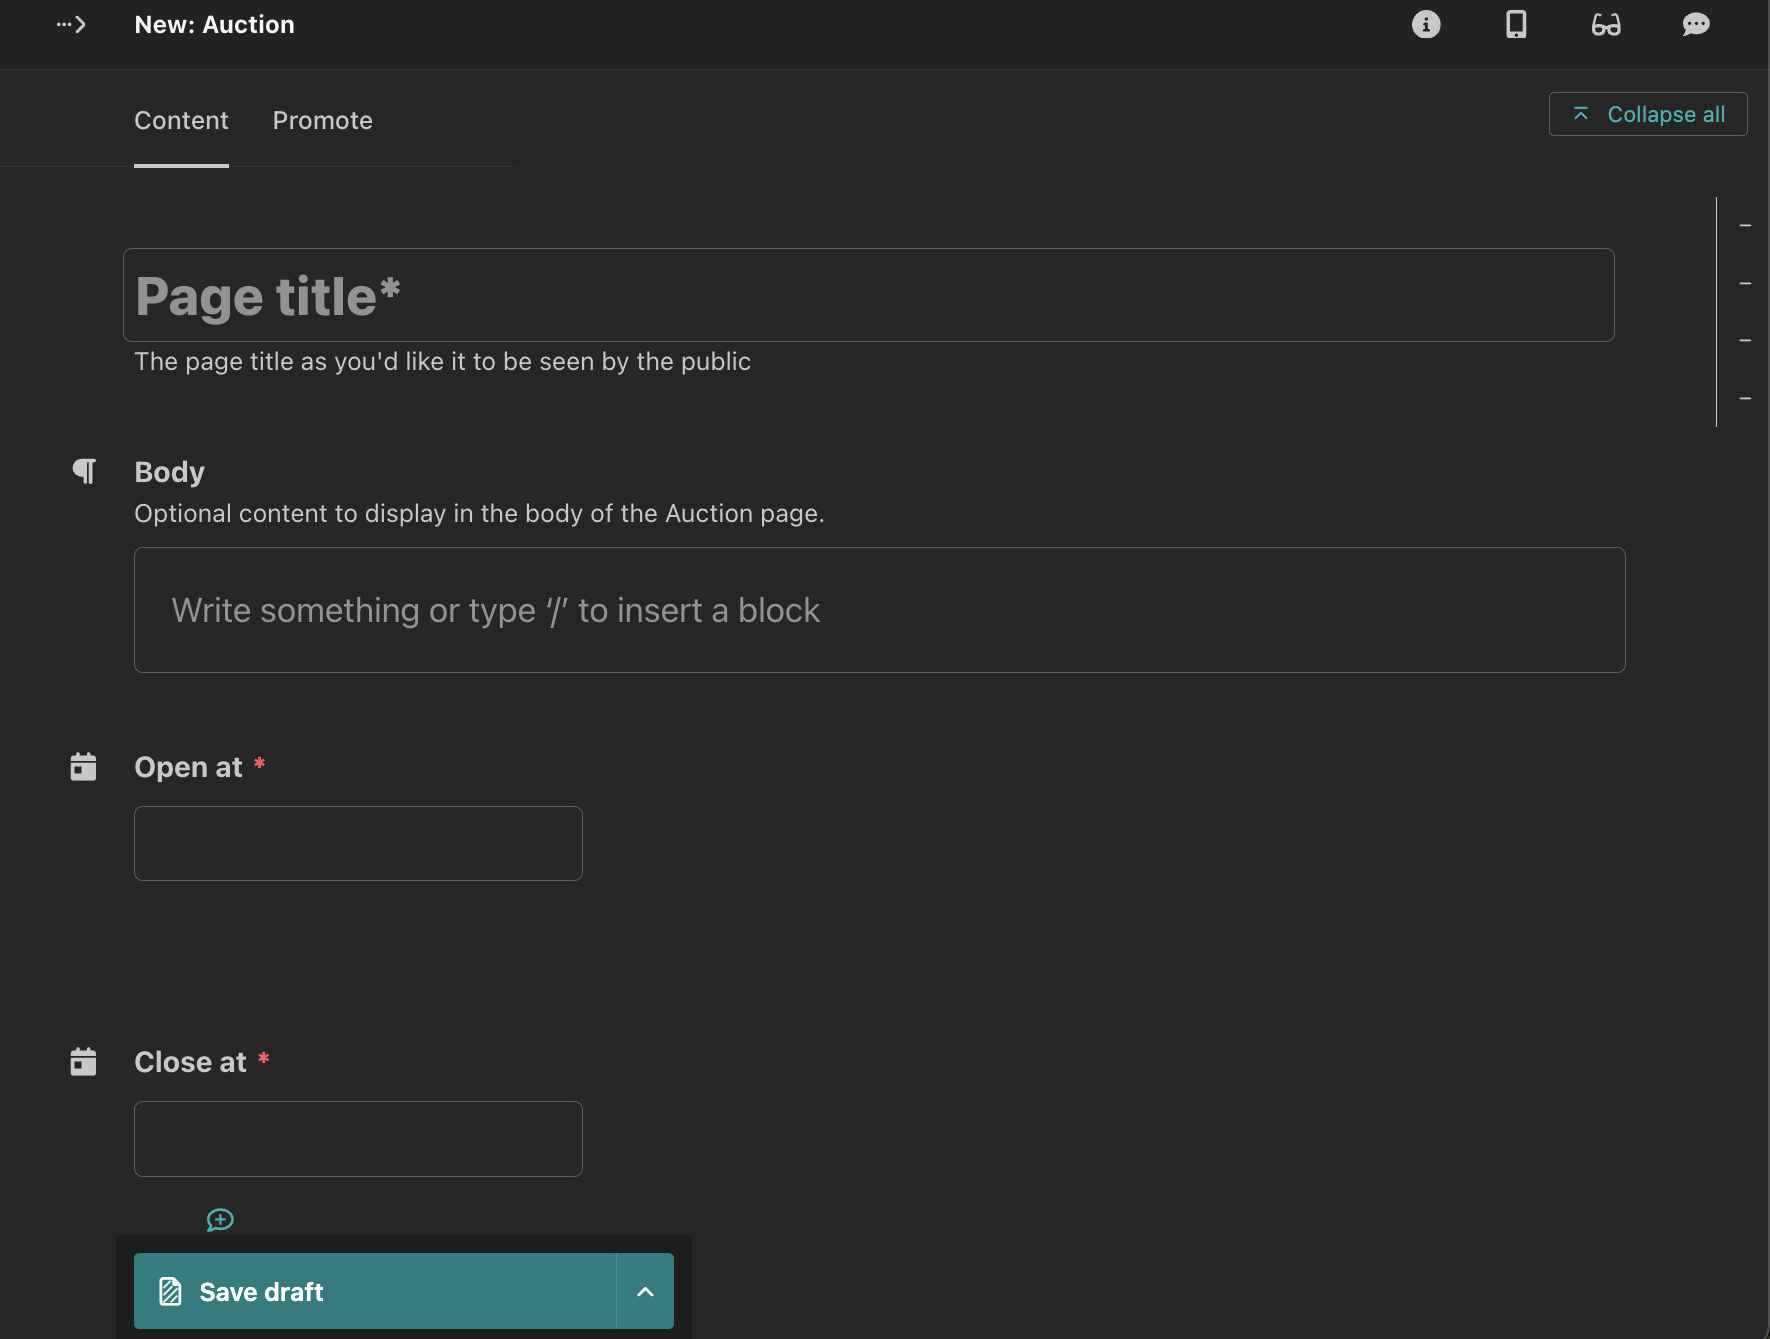 New: Auction
Content
Promote
Collapse all
Page title*
The page title as you'd like it to be seen by the public
Body
Optional content to display in the body of the Auction page.
Write something or type ‘/’ to insert a block
Open at *
Close at *
Save draft